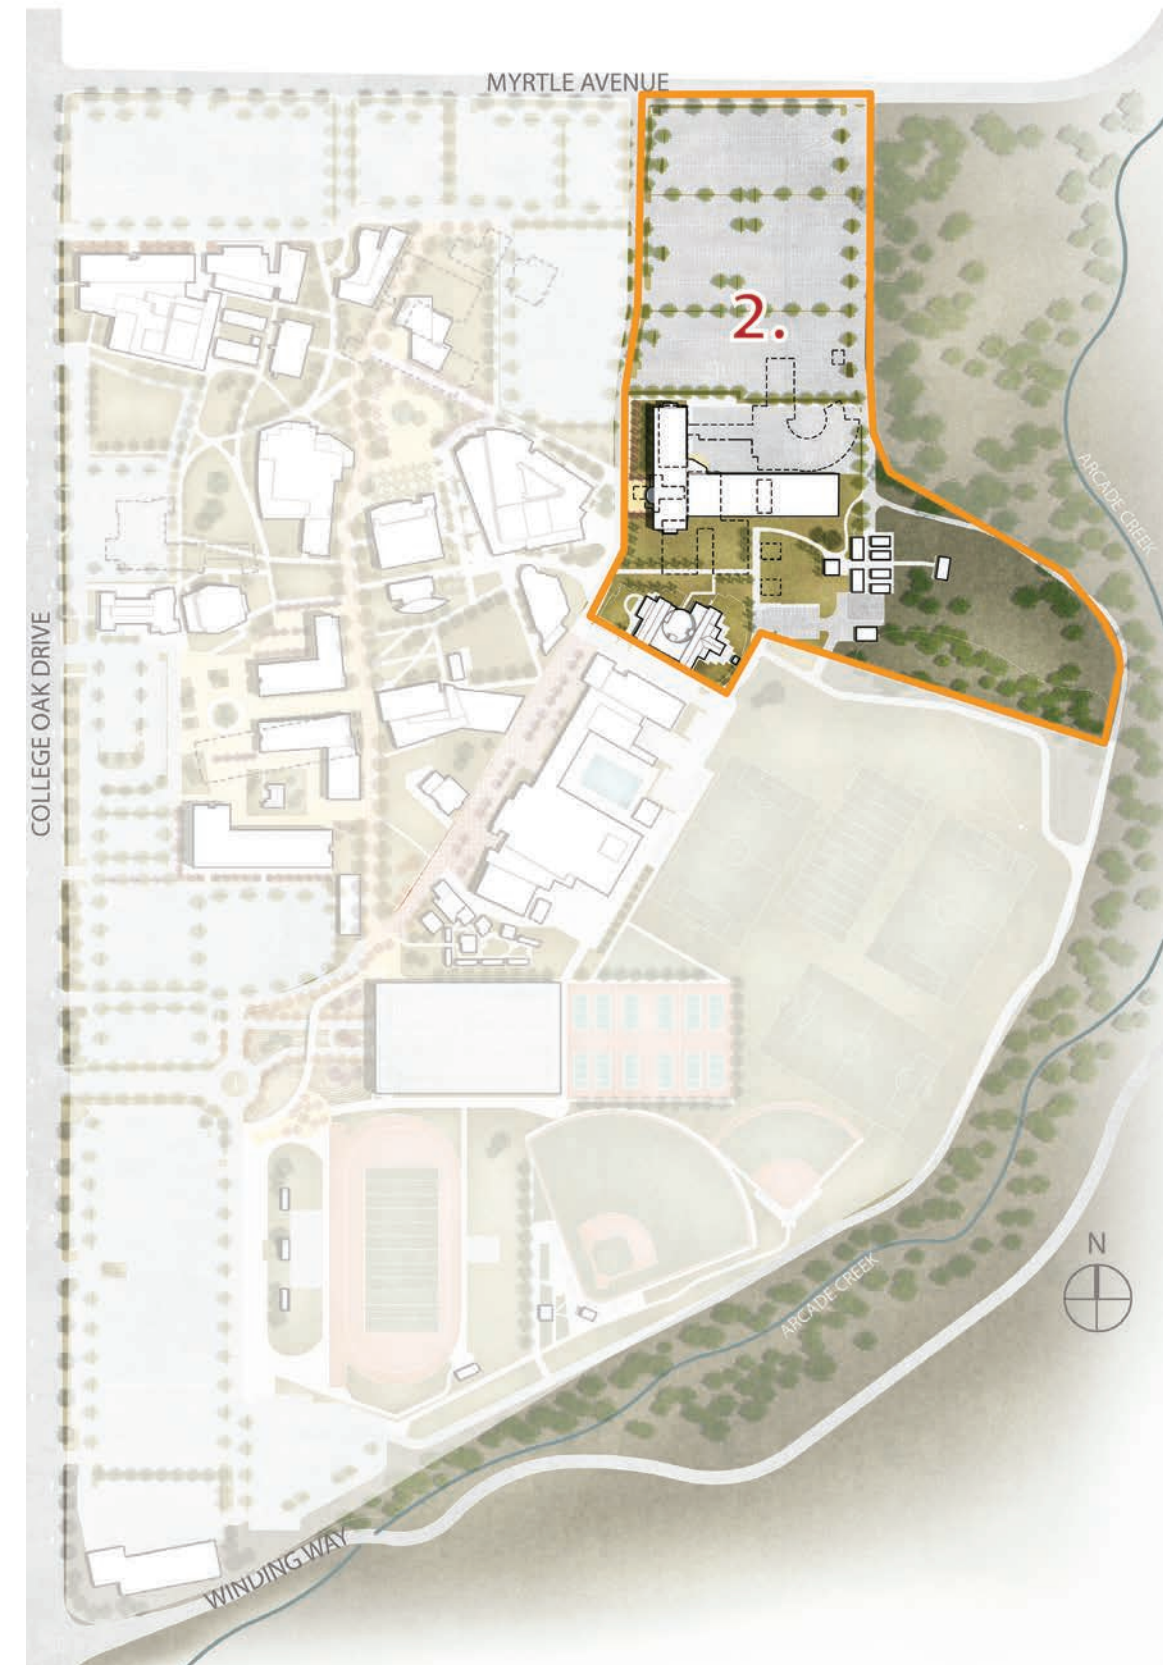 MYRTLE AVENUE
2.
ARCADE CREEK
COLLEGE OAK DRIVE
N
ARCADE CREEK
WINDING WAY